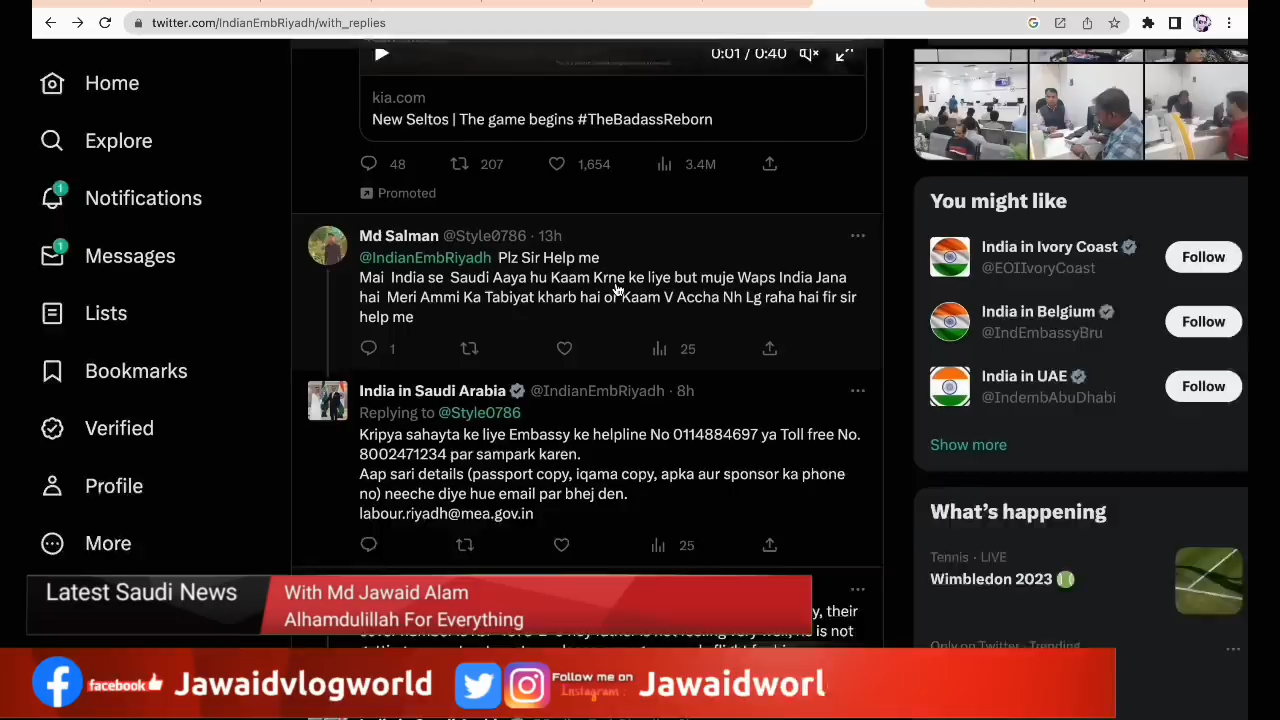 twitter.com/IndianEmbRiyadh/with_replies
Home
Explore
1
Notifications
1
Messages
Lists
Bookmarks
Verified
Profile
More
0:01 / 0:40
kia.com
New Seltos | The game begins #TheBadassReborn
48 207 1,654 3.4M
Promoted
Md Salman @Style0786 · 13h
@IndianEmbRiyadh Plz Sir Help me
Mai India se Saudi Aaya hu Kaam Krne ke liye but muje Waps India Jana
hai Meri Ammi Ka Tabiyat kharb hai or Kaam V Accha Nh Lg raha hai fir sir
help me
1 25
India in Saudi Arabia @IndianEmbRiyadh · 8h
Replying to @Style0786
Kripya sahayta ke liye Embassy ke helpline No 0114884697 ya Toll free No.
8002471234 par sampark karen.
Aap sari details (passport copy, iqama copy, apka aur sponsor ka phone
no) neeche diye hue email par bhej den.
labour.riyadh@mea.gov.in
25
y, their
is not
You might like
India in Ivory Coast
@EOIIvoryCoast
Follow
India in Belgium
@IndEmbassyBru
Follow
India in UAE
@IndembAbuDhabi
Follow
Show more
What's happening
Tennis · LIVE
Wimbledon 2023
Only on Twitter · Trending
Latest Saudi News
With Md Jawaid Alam
Alhamdulillah For Everything
facebook
Jawaidvlogworld
Follow me on
Instagram
Jawaidworl